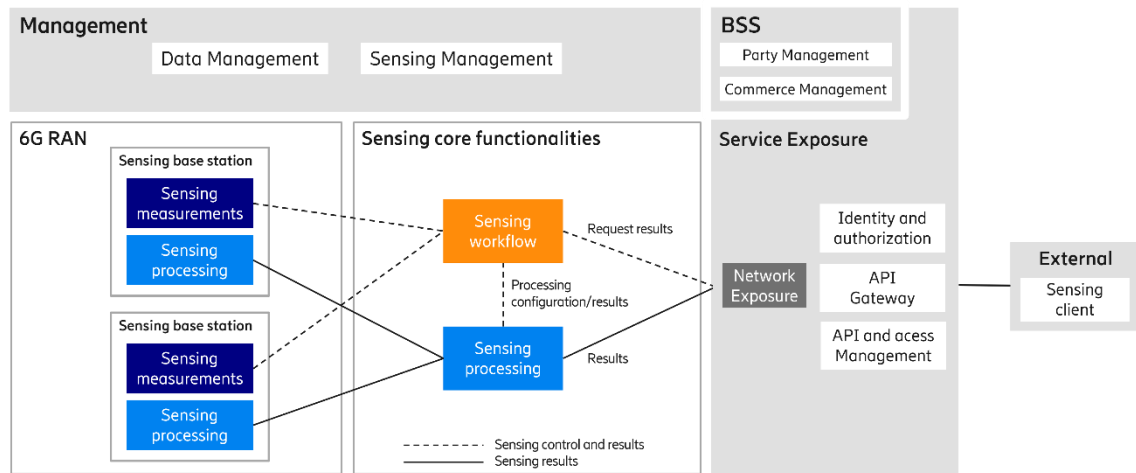 Management
Data Management
Sensing Management
BSS
Party Management
Commerce Management
6G RAN
Sensing base station
Sensing
measurements
Sensing
processing
Sensing base station
Sensing
measurements
Sensing
processing
Sensing core functionalities
Sensing
workflow
Request results
Processing
configuration/results
Sensing
processing
Results
Sensing control and results
Sensing results
Service Exposure
Network
Exposure
Identity and
authorization
API
Gateway
API and acess
Management
External
Sensing
client